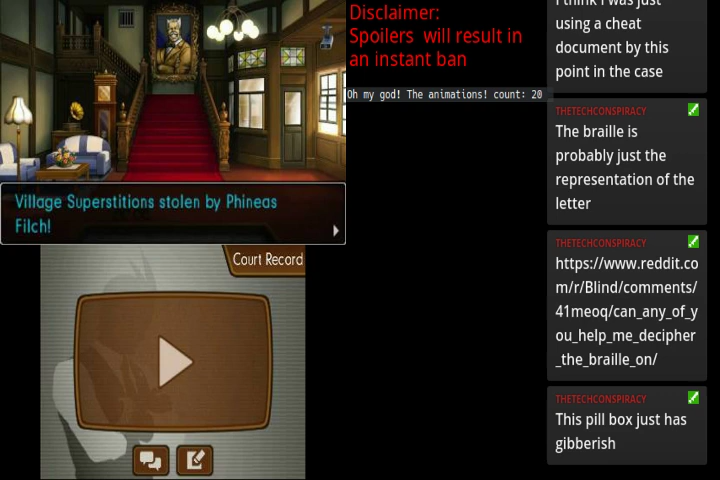 Village Superstitions stolen by Phineas
Filch!
Court Record
Disclaimer:
Spoilers will result in
an instant ban
Oh my god! The animations! count: 20
I think I was just
using a cheat
document by this
point in the case
THETECHCONSPIRACY
The braille is
probably just the
representation of the
letter
THETECHCONSPIRACY
https://www.reddit.co
m/r/Blind/comments/
41meoq/can_any_of_y
ou_help_me_decipher
_the_braille_on/
THETECHCONSPIRACY
This pill box just has
gibberish